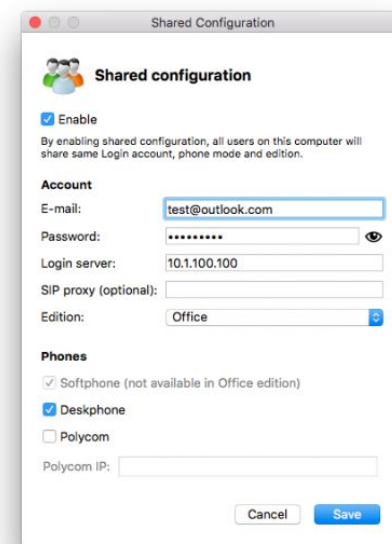 Shared Configuration
Shared configuration
Enable
By enabling shared configuration, all users on this computer will
share same Login account, phone mode and edition.
Account
E-mail: test@outlook.com
Password: •••••••••
Login server: 10.1.100.100
SIP proxy (optional):
Edition: Office
Phones
Softphone (not available in Office edition)
Deskphone
Polycom
Polycom IP:
Cancel Save